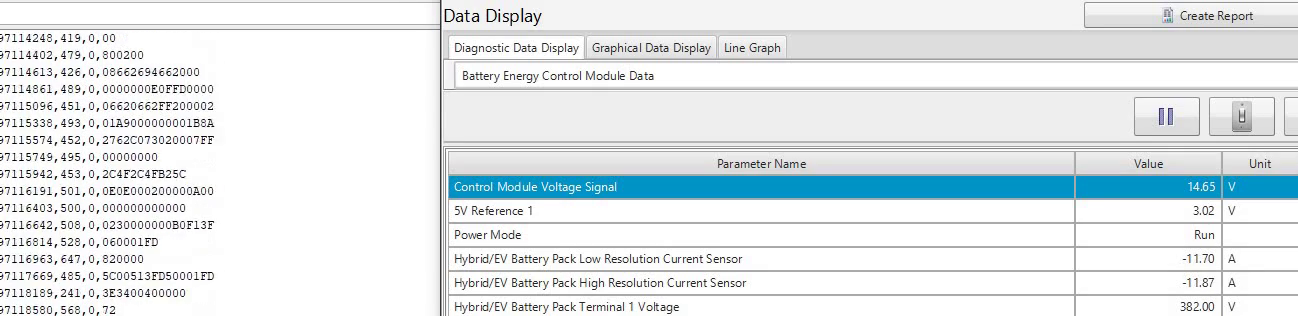 97114248,419,0,00
97114402,479,0,800200
97114613,426,0,08662694662000
97114861,489,0,0000000E0FFD0000
97115096,451,0,06620662FF200002
97115338,493,0,01A9000000001B8A
97115574,452,0,2762C073020007FF
97115749,495,0,00000000
97115942,453,0,2C4F2C4FB25C
97116191,501,0,0E0E000200000A00
97116403,500,0,000000000000
97116642,508,0,0230000000B0F13F
97116814,528,0,060001FD
97116963,647,0,820000
97117669,485,0,5C00513FD50001FD
97118189,241,0,3E3400400000
97118580,568,0,72
Data Display
Create Report
Diagnostic Data Display Graphical Data Display Line Graph
Battery Energy Control Module Data
Parameter Name Value Unit
Control Module Voltage Signal 14.65 V
5V Reference 1 3.02 V
Power Mode Run
Hybrid/EV Battery Pack Low Resolution Current Sensor -11.70 A
Hybrid/EV Battery Pack High Resolution Current Sensor -11.87 A
Hybrid/EV Battery Pack Terminal 1 Voltage 382.00 V